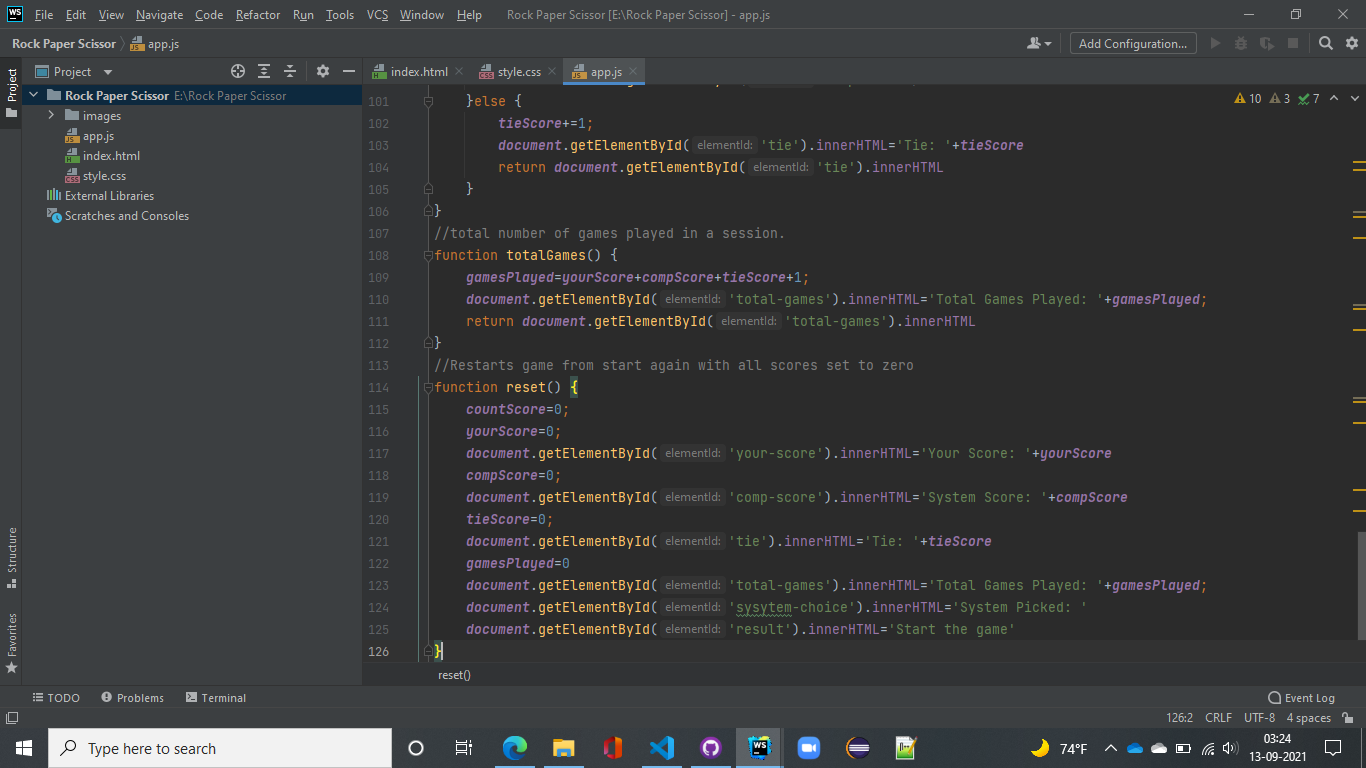 WS File Edit View Navigate Code Refactor Run Tools VCS Window Help Rock Paper Scissor [E:\Rock Paper Scissor] - app.js
Rock Paper Scissor app.js Add Configuration...
Project index.html style.css app.js
Project
Rock Paper Scissor E:\Rock Paper Scissor
images
app.js
index.html
style.css
External Libraries
Scratches and Consoles
10 3 7
101 }else {
102 tieScore+=1;
103 document.getElementById( elementId: 'tie').innerHTML='Tie: '+tieScore
104 return document.getElementById( elementId: 'tie').innerHTML
105 }
106 }
107 //total number of games played in a session.
108 function totalGames() {
109 gamesPlayed=yourScore+compScore+tieScore+1;
110 document.getElementById( elementId: 'total-games').innerHTML='Total Games Played: '+gamesPlayed;
111 return document.getElementById( elementId: 'total-games').innerHTML
112 }
113 //Restarts game from start again with all scores set to zero
114 function reset() {
115 countScore=0;
116 yourScore=0;
117 document.getElementById( elementId: 'your-score').innerHTML='Your Score: '+yourScore
118 compScore=0;
119 document.getElementById( elementId: 'comp-score').innerHTML='System Score: '+compScore
120 tieScore=0;
121 document.getElementById( elementId: 'tie').innerHTML='Tie: '+tieScore
122 gamesPlayed=0
123 document.getElementById( elementId: 'total-games').innerHTML='Total Games Played: '+gamesPlayed;
124 document.getElementById( elementId: 'sysytem-choice').innerHTML='System Picked: '
125 document.getElementById( elementId: 'result').innerHTML='Start the game'
126 }
reset()
Structure
Favorites
TODO Problems Terminal Event Log
126:2 CRLF UTF-8 4 spaces
Type here to search WS 74°F 03:24
13-09-2021